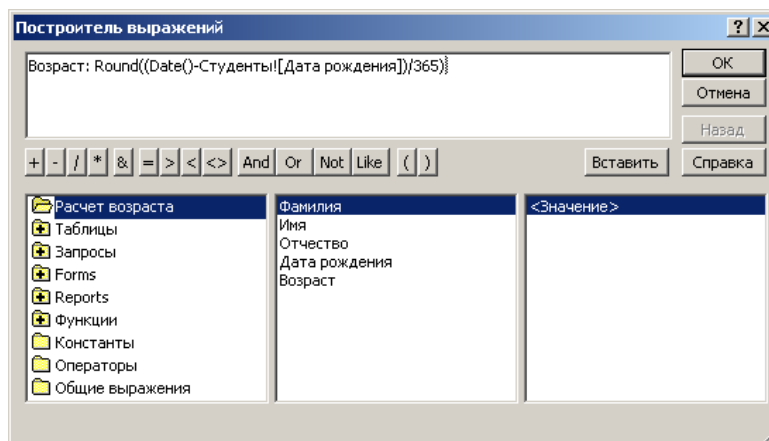 Построитель выражений
Возраст: Round((Date()-Студенты![Дата рождения])/365)
OK
Отмена
Назад
+ - / * & = > < <> And Or Not Like ( )
Вставить
Справка
Расчет возраста
Таблицы
Запросы
Forms
Reports
Функции
Константы
Операторы
Общие выражения
Фамилия
Имя
Отчество
Дата рождения
Возраст
<Значение>